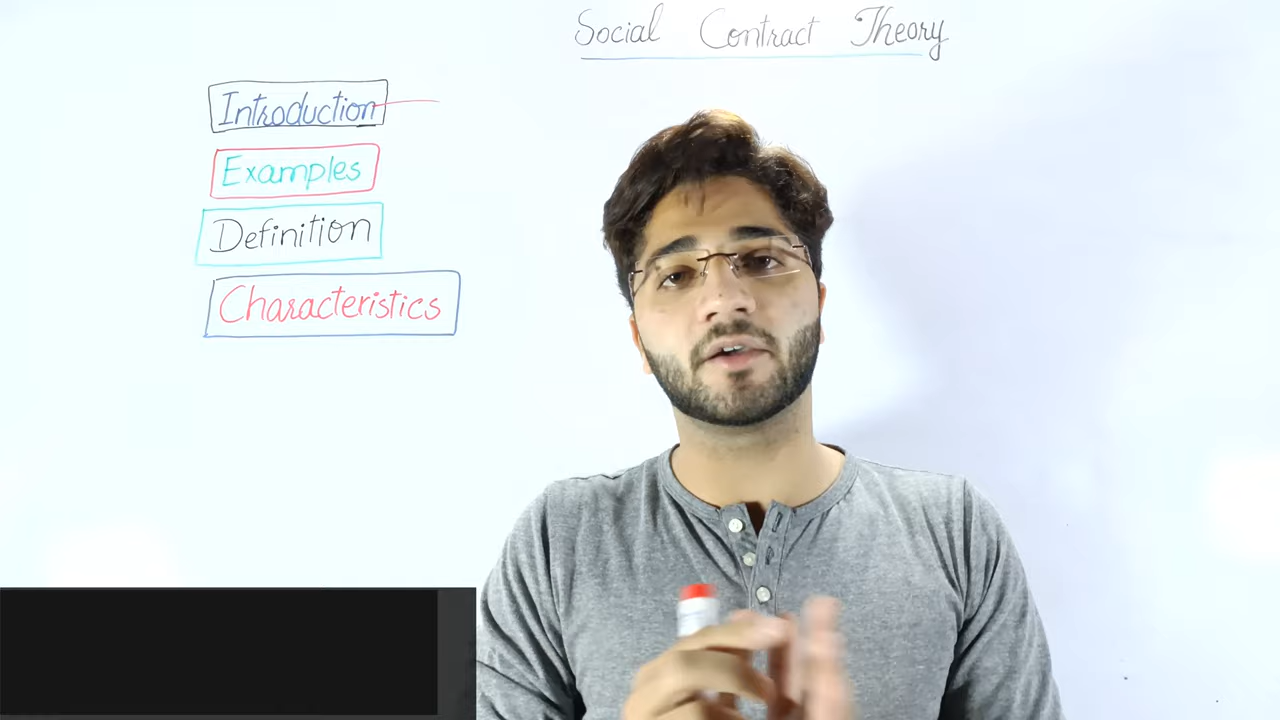 Social Contract Theory
Introduction
Examples
Definition
Characteristics